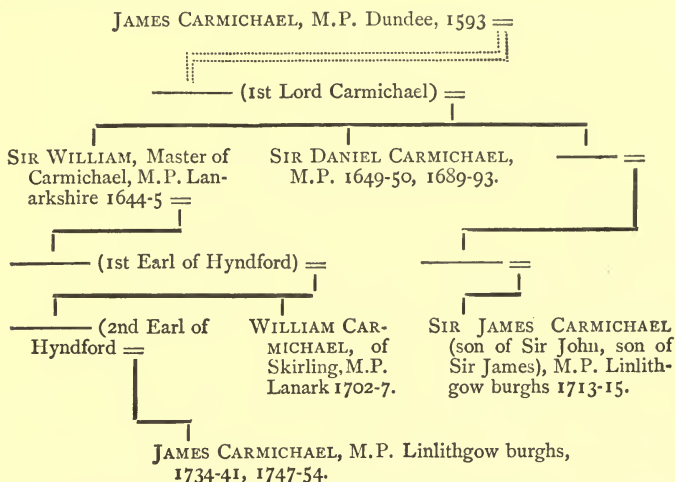 JAMES CARMICHAEL, M.P. Dundee, 1593
(1st Lord Carmichael)
SIR WILLIAM, Master of
Carmichael, M.P. Lan-
arkshire 1644-5
SIR DANIEL CARMICHAEL,
M.P. 1649-50, 1689-93.
(1st Earl of Hyndford)
(2nd Earl of
Hyndford
WILLIAM CAR-
MICHAEL, of
Skirling, M.P.
Lanark 1702-7.
SIR JAMES CARMICHAEL
(son of Sir John, son of
Sir James), M.P. Linlith-
gow burghs 1713-15.
JAMES CARMICHAEL, M.P. Linlithgow burghs,
1734-41, 1747-54.